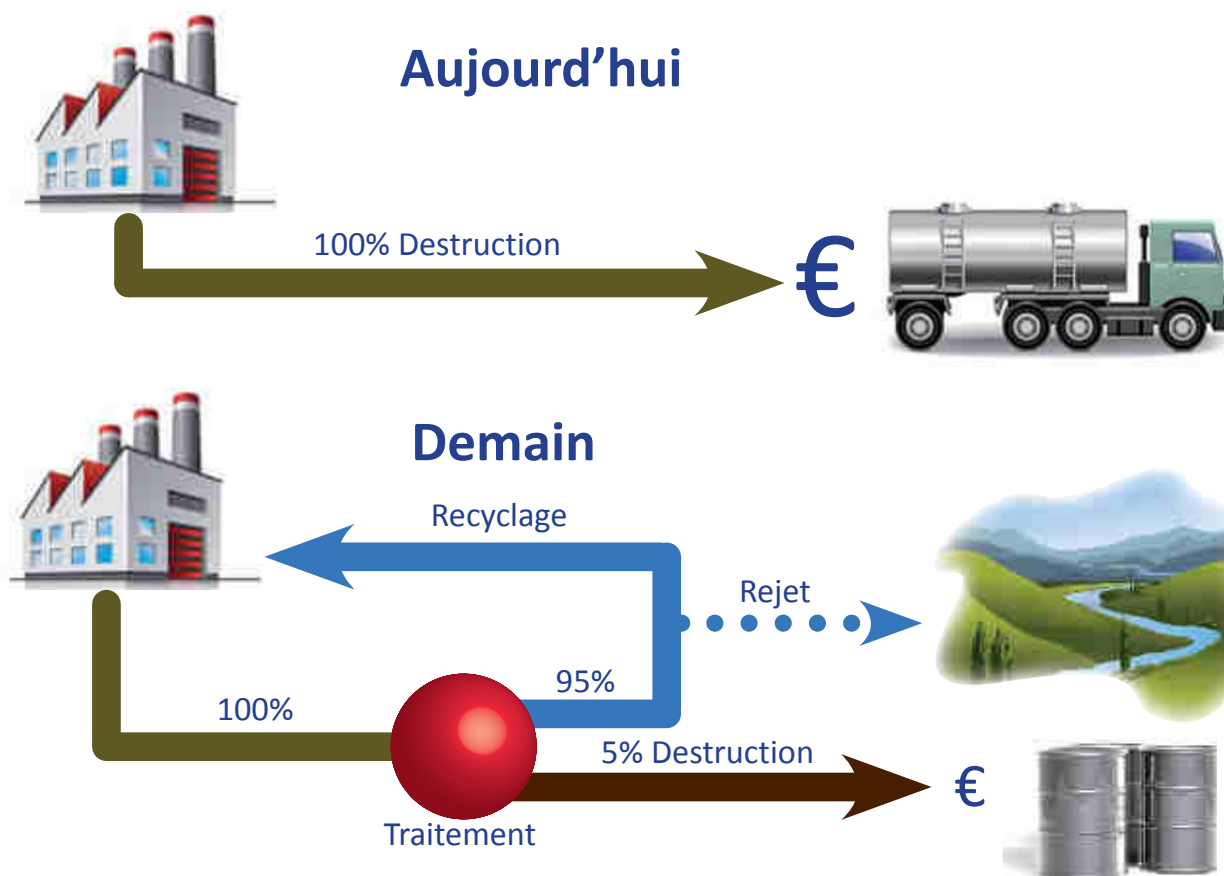 Aujourd’hui
100% Destruction
€
Demain
Recyclage
Rejet
95%
100%
5% Destruction
€
Traitement